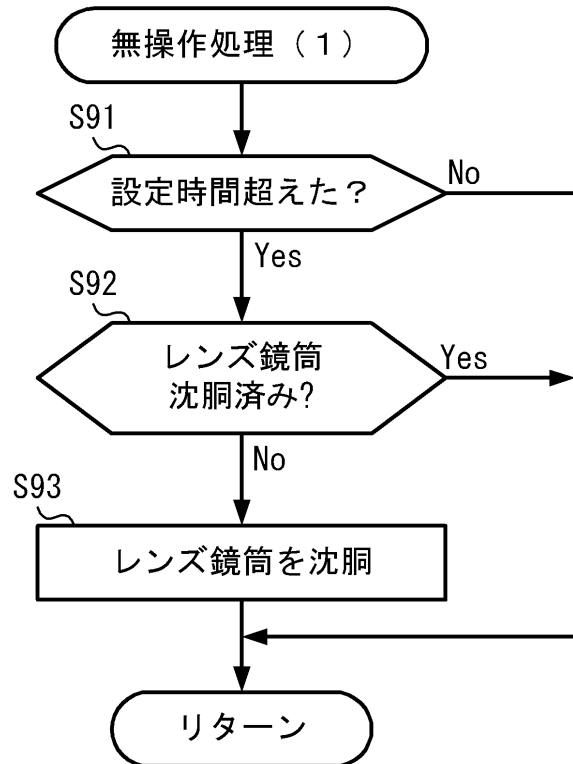 無操作処理（１）
S91
設定時間超えた？
No
Yes
S92
レンズ鏡筒
沈胴済み?
Yes
No
S93
レンズ鏡筒を沈胴
リターン